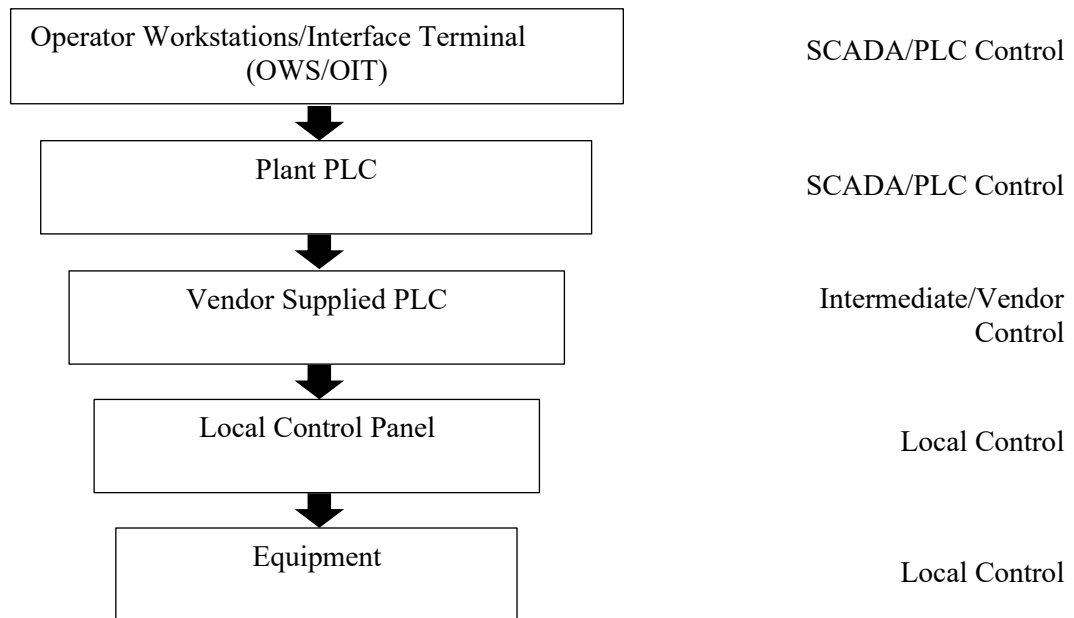 Operator Workstations/Interface Terminal
(OWS/OIT)
SCADA/PLC Control
Plant PLC
SCADA/PLC Control
Vendor Supplied PLC
Intermediate/Vendor
Control
Local Control Panel
Local Control
Equipment
Local Control